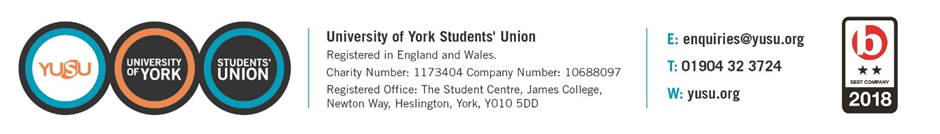 YUSU
UNIVERSITY
OF YORK
STUDENTS'
UNION
University of York Students' Union
Registered in England and Wales.
Charity Number: 1173404 Company Number: 10688097
Registered Office: The Student Centre, James College,
Newton Way, Heslington, York, YO10 5DD
E: enquiries@yusu.org
T: 01904 32 3724
W: yusu.org
b
BEST COMPANY
2018